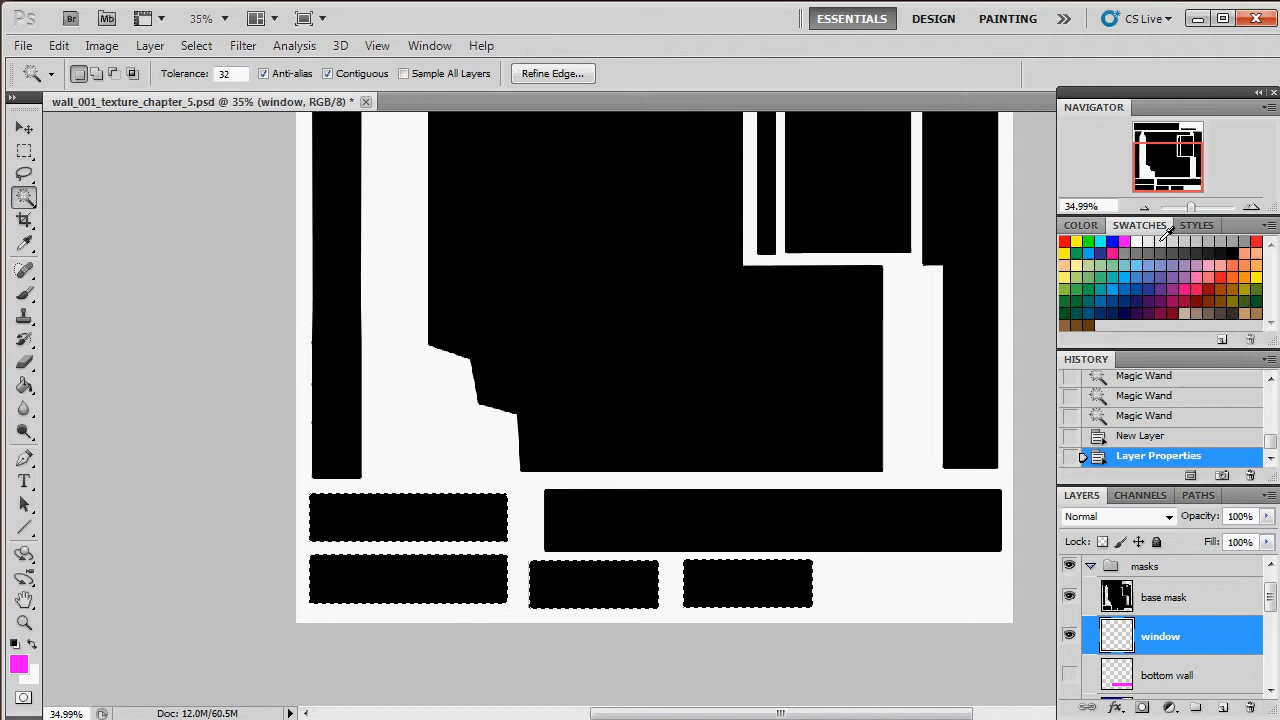 Ps Br Mb 35% ESSENTIALS DESIGN PAINTING CS Live
File Edit Image Layer Select Filter Analysis 3D View Window Help
Tolerance: 32 Anti-alias Contiguous Sample All Layers Refine Edge...
wall_001_texture_chapter_5.psd @ 35% (window, RGB/8) *
NAVIGATOR
34.99%
COLOR SWATCHES STYLES
HISTORY
Magic Wand
Magic Wand
Magic Wand
New Layer
Layer Properties
LAYERS CHANNELS PATHS
Normal Opacity: 100%
Lock: Fill: 100%
masks
base mask
window
bottom wall
34.99% Doc: 12.0M/60.5M